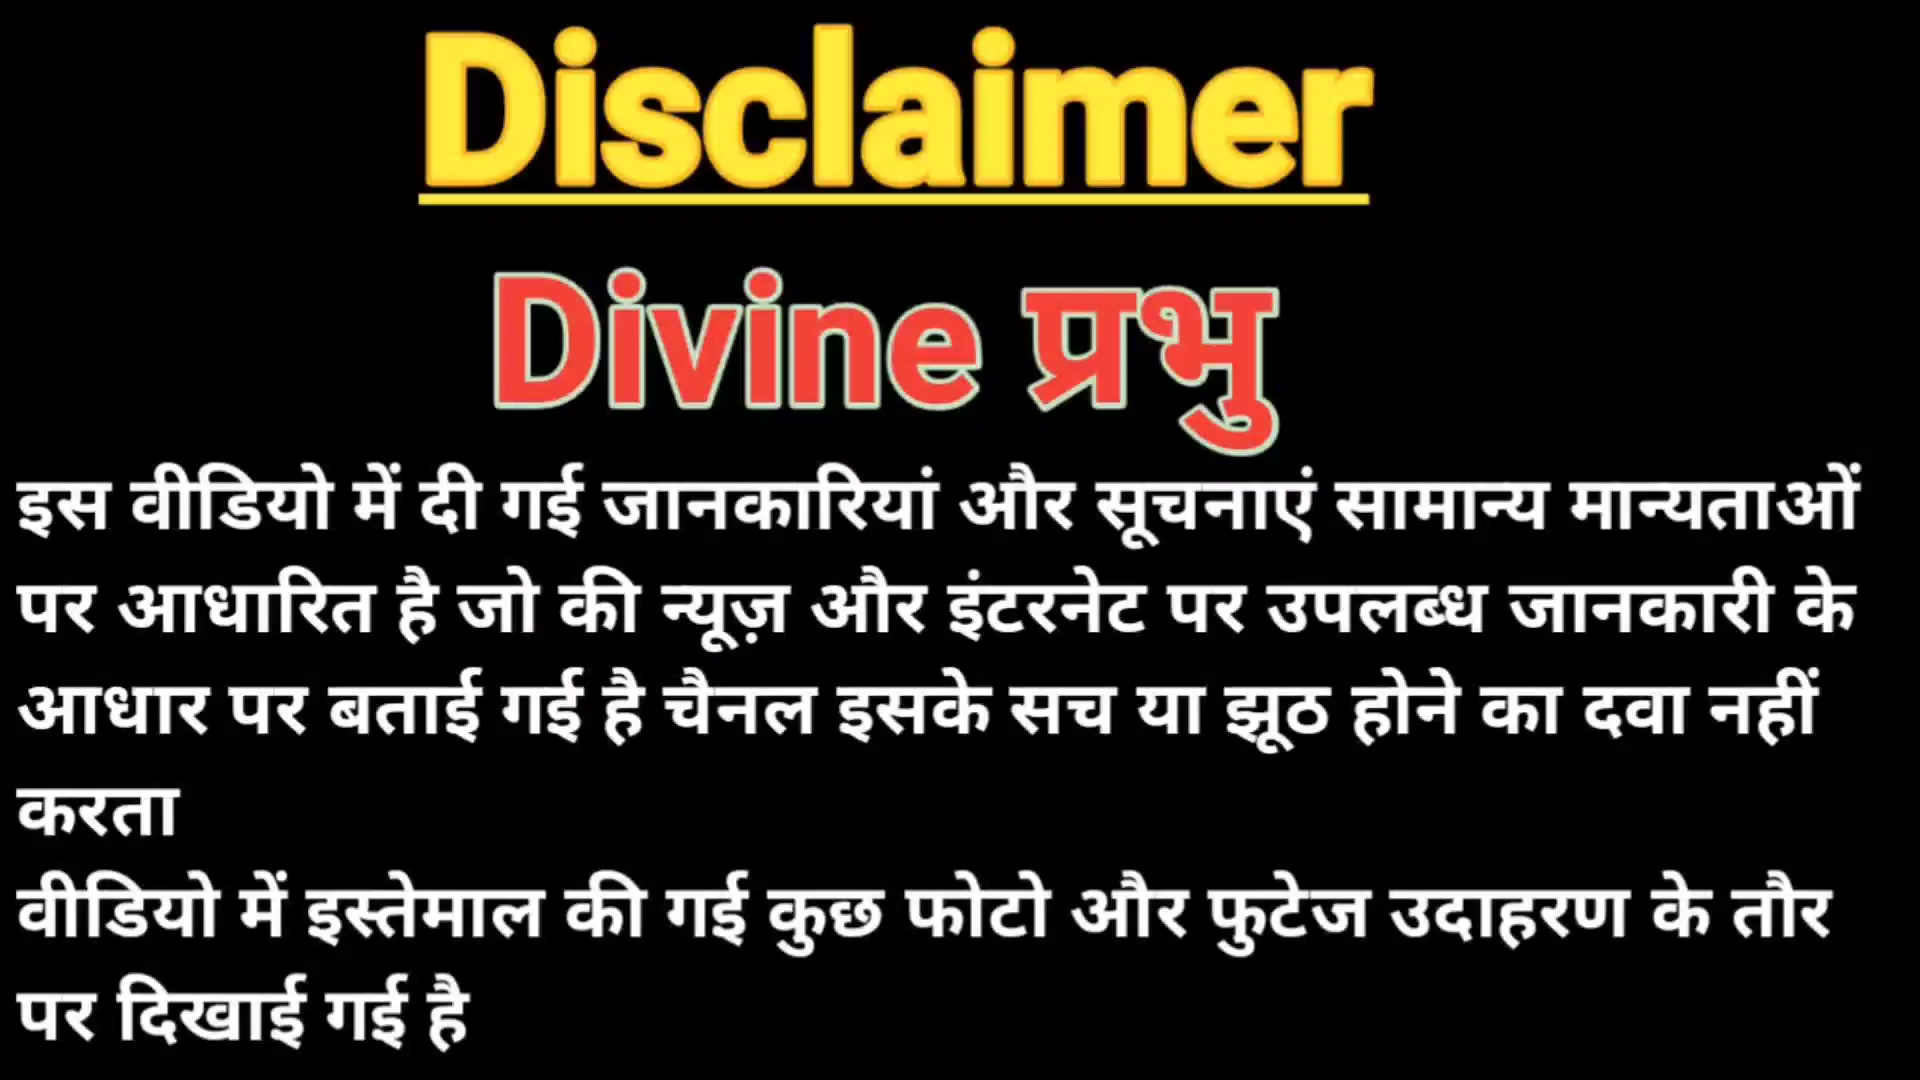 Disclaimer
Divine प्रभु
इस वीडियो में दी गई जानकारियां और सूचनाएं सामान्य मान्यताओं
पर आधारित है जो की न्यूज़ और इंटरनेट पर उपलब्ध जानकारी के
आधार पर बताई गई है चैनल इसके सच या झूठ होने का दवा नहीं
करता
वीडियो में इस्तेमाल की गई कुछ फोटो और फुटेज उदाहरण के तौर
पर दिखाई गई है